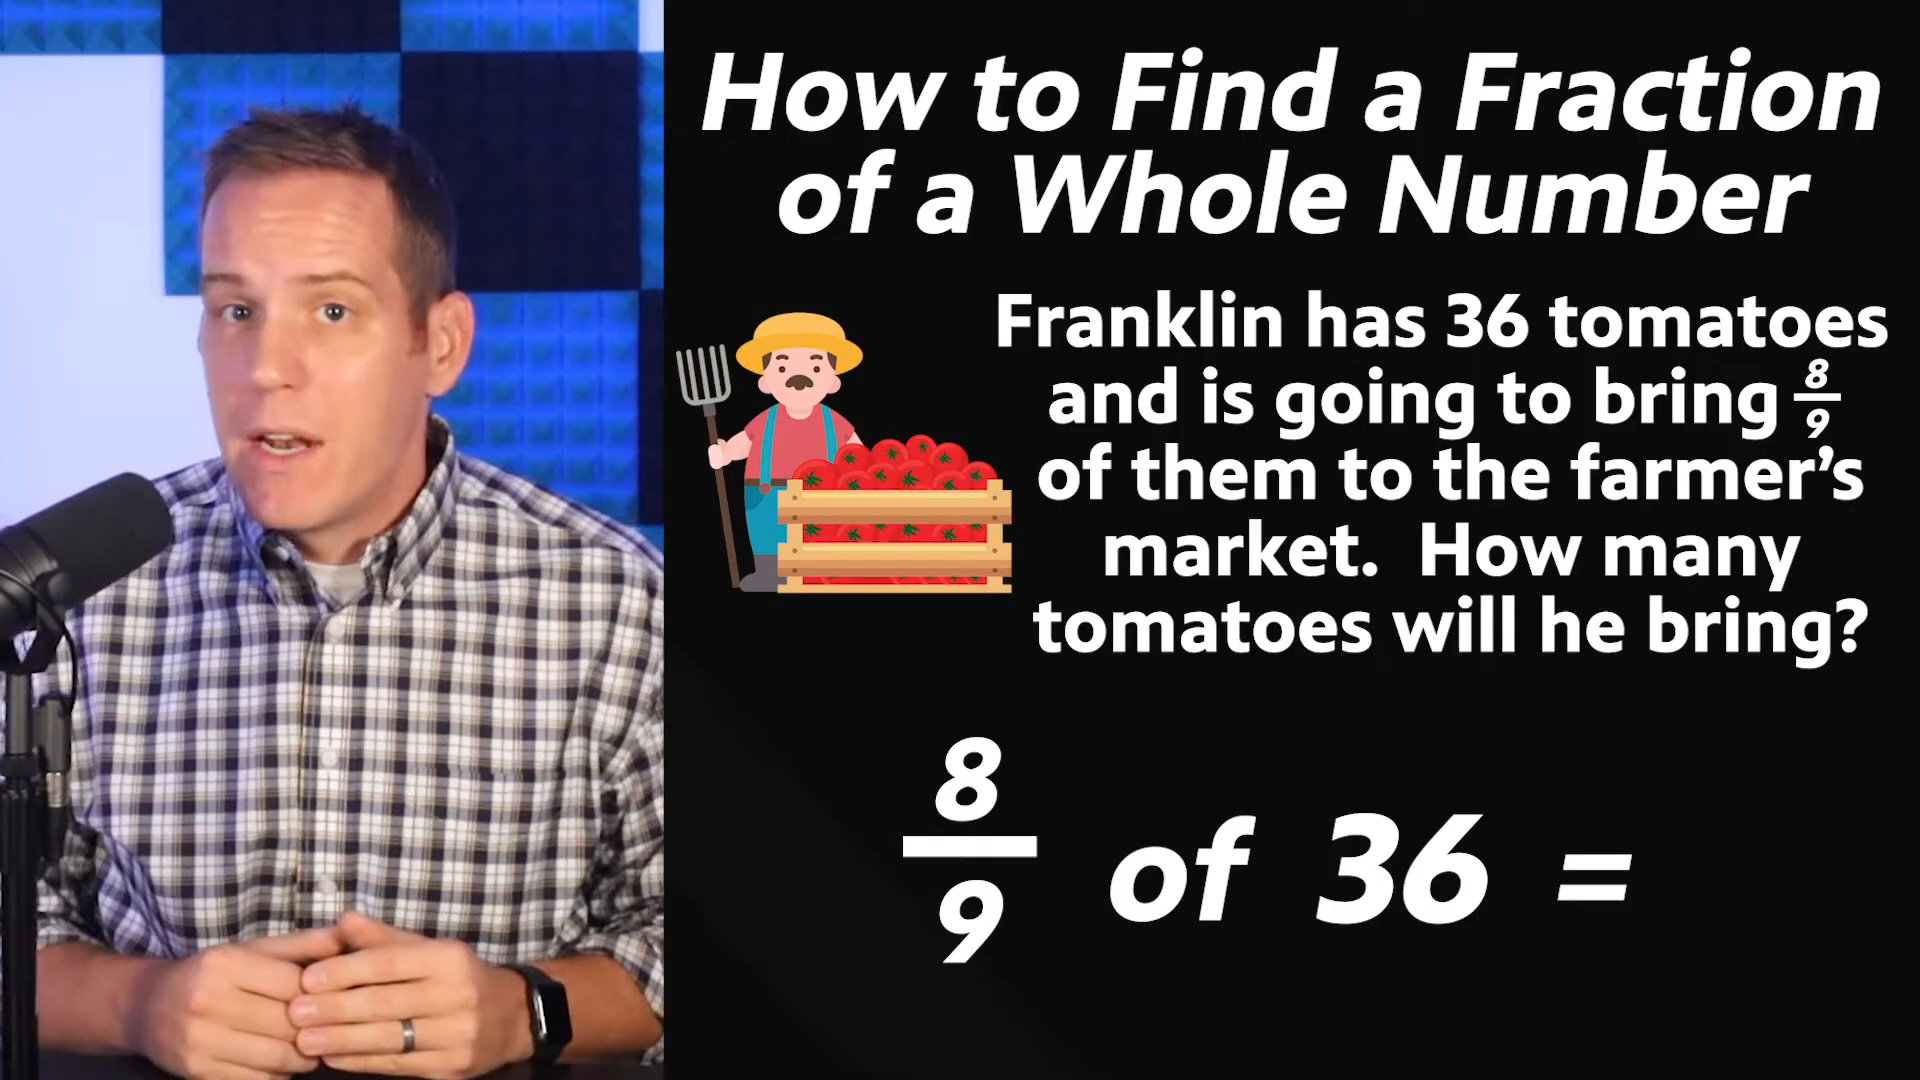 How to Find a Fraction
of a Whole Number
Franklin has 36 tomatoes
and is going to bring 8/9
of them to the farmer's
market. How many
tomatoes will he bring?
8/9 of 36 =